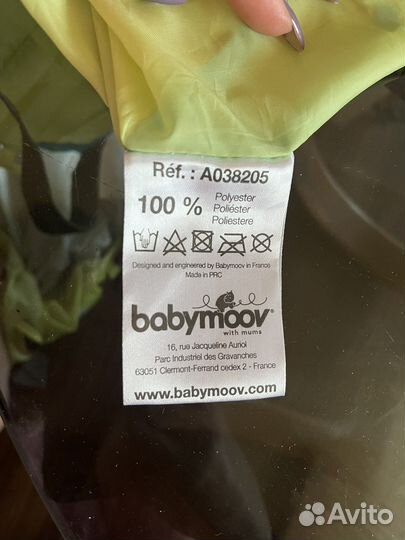 Réf. : A038205
100 %
Polyester
Poliéster
Poliestere
Designed and engineered by Babymoov in France
Made in PRC
babymoov
with mums
16, rue Jacqueline Auriol
Parc Industriel des Gravanches
63051 Clermont-Ferrand cedex 2 - France
www.babymoov.com
Avito